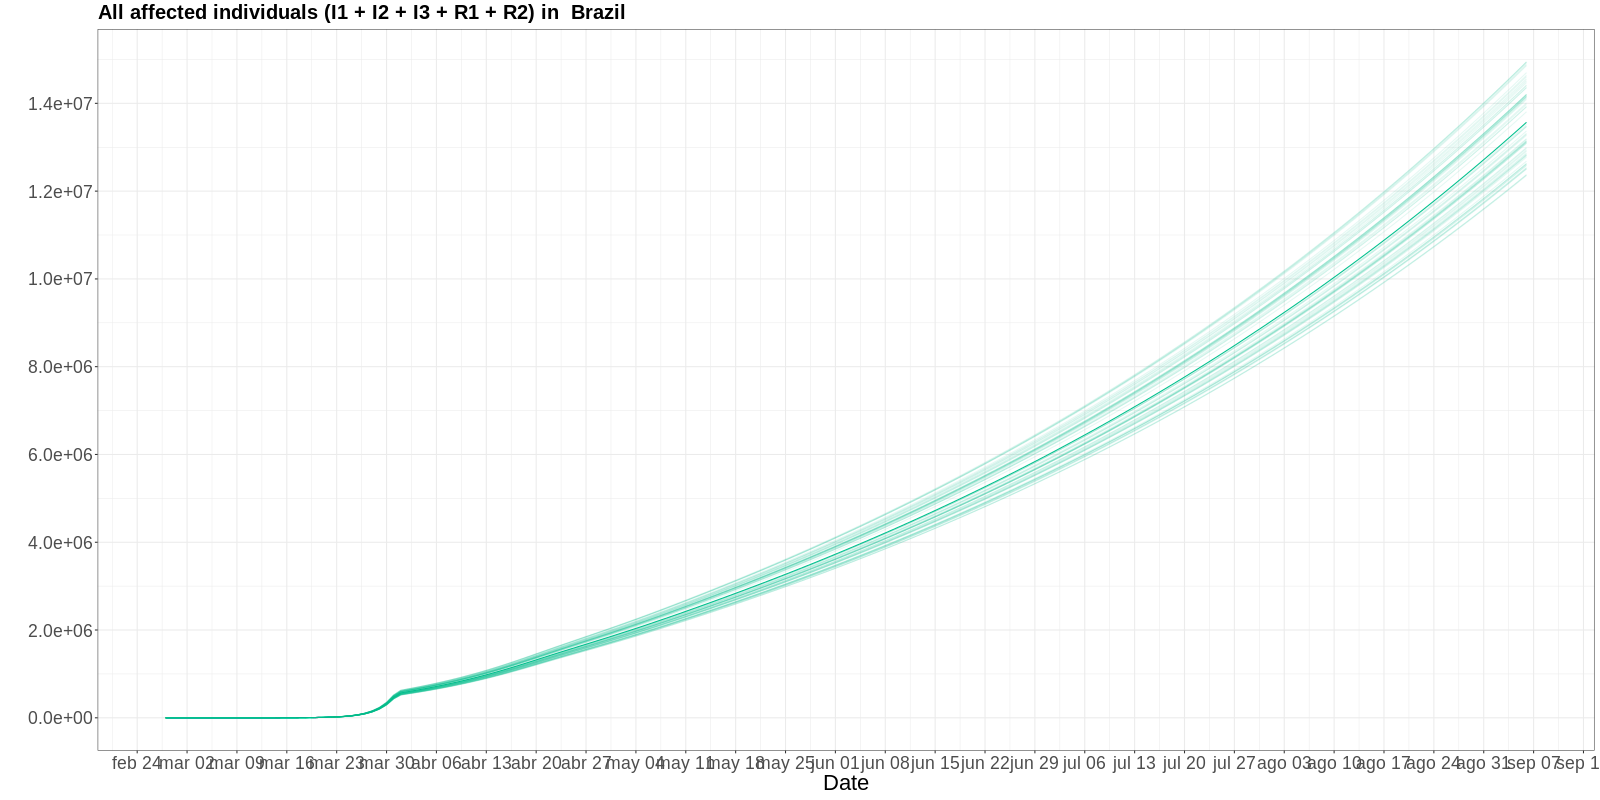 All affected individuals (I1 + I2 + I3 + R1 + R2) in  Brazil
1.4e+07
1.2e+07
1.0e+07
8.0e+06
6.0e+06
4.0e+06
2.0e+06
0.0e+00
feb 24 mar 02 mar 09 mar 16 mar 23 mar 30 abr 06 abr 13 abr 20 abr 27 may 04 may 11 may 18 may 25 jun 01 jun 08 jun 15 jun 22 jun 29 jul 06 jul 13 jul 20 jul 27 ago 03 ago 10 ago 17 ago 24 ago 31 sep 07 sep 1
Date